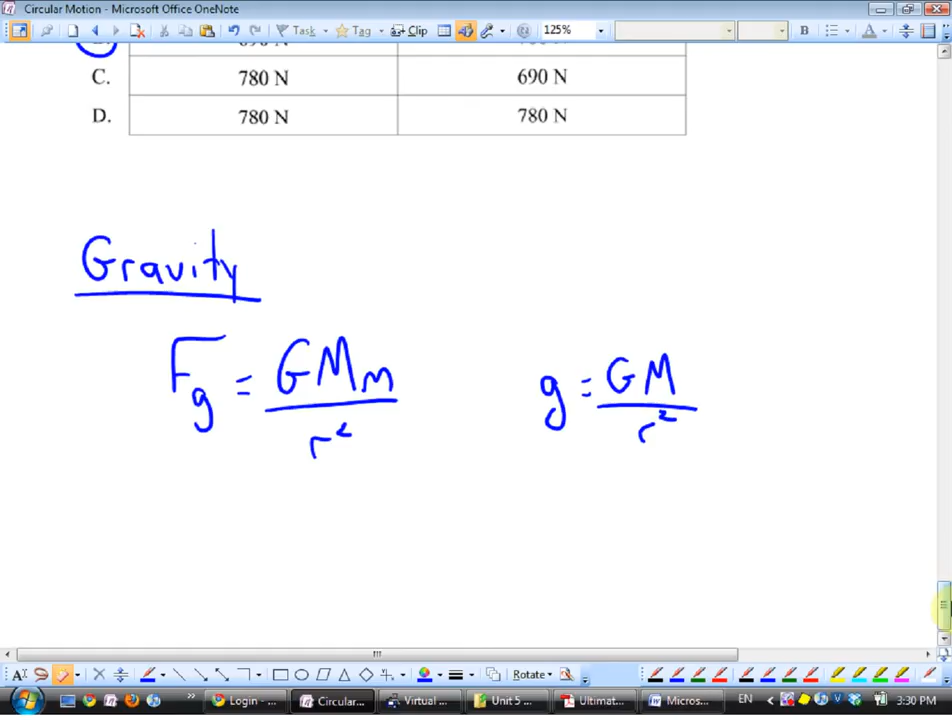 Circular Motion - Microsoft Office OneNote
Task Tag Clip 125% B A
690 N
C. 780 N 690 N
D. 780 N 780 N
Gravity
Fg = GMm / r²
g = GM / r²
Rotate
Login - ... Circular... Virtual ... Unit 5 ... Ultimat... Micros... EN 3:30 PM